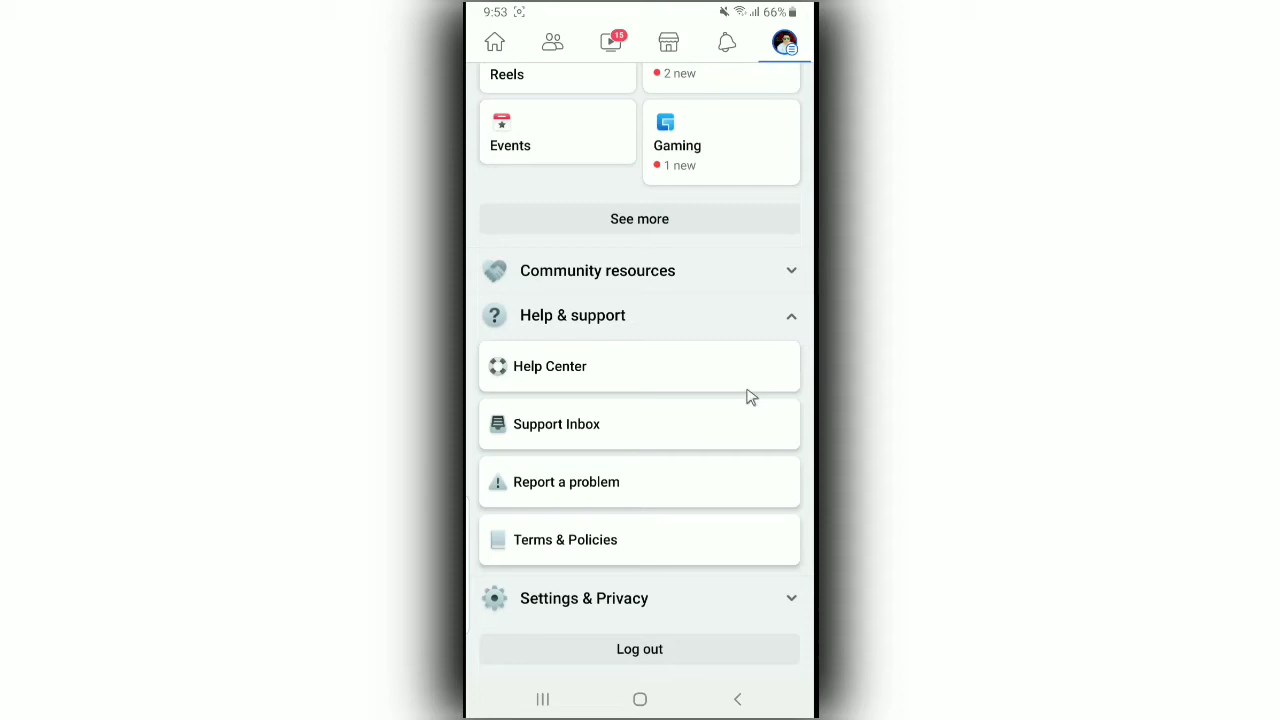 9:53
66%
15
Reels
2 new
Events
Gaming
1 new
See more
Community resources
Help & support
Help Center
Support Inbox
Report a problem
Terms & Policies
Settings & Privacy
Log out